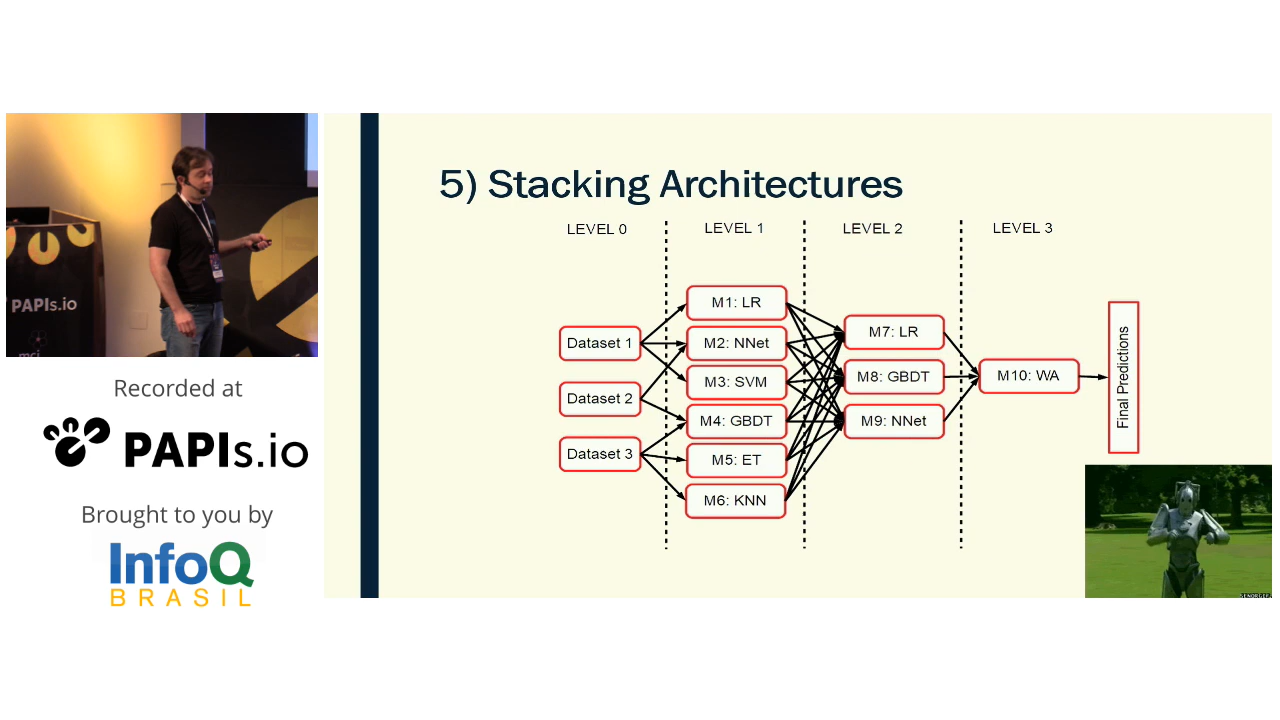 PAPIs.io
mci
Recorded at
PAPIs.io
Brought to you by
InfoQ
BRASIL
5) Stacking Architectures
LEVEL 0
LEVEL 1
LEVEL 2
LEVEL 3
Dataset 1
Dataset 2
Dataset 3
M1: LR
M2: NNet
M3: SVM
M4: GBDT
M5: ET
M6: KNN
M7: LR
M8: GBDT
M9: NNet
M10: WA
Final Predictions